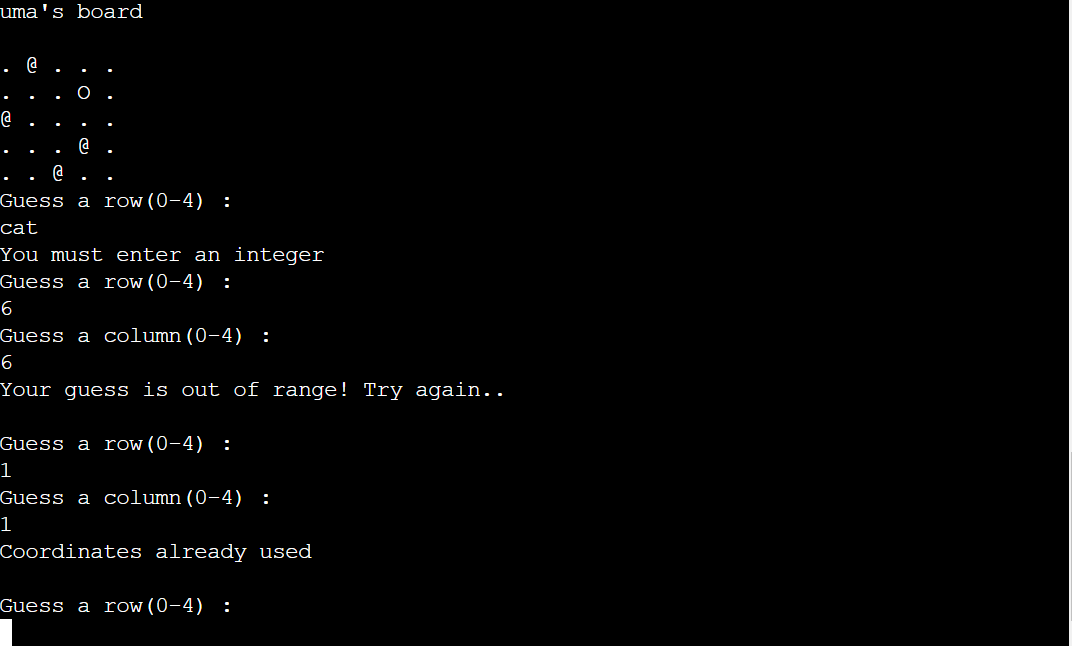 uma's board
. @ . . .
. . . O .
@ . . . .
. . . @ .
. . @ . .
Guess a row(0-4) :
cat
You must enter an integer
Guess a row(0-4) :
6
Guess a column(0-4) :
6
Your guess is out of range! Try again..
Guess a row(0-4) :
1
Guess a column(0-4) :
1
Coordinates already used
Guess a row(0-4) :